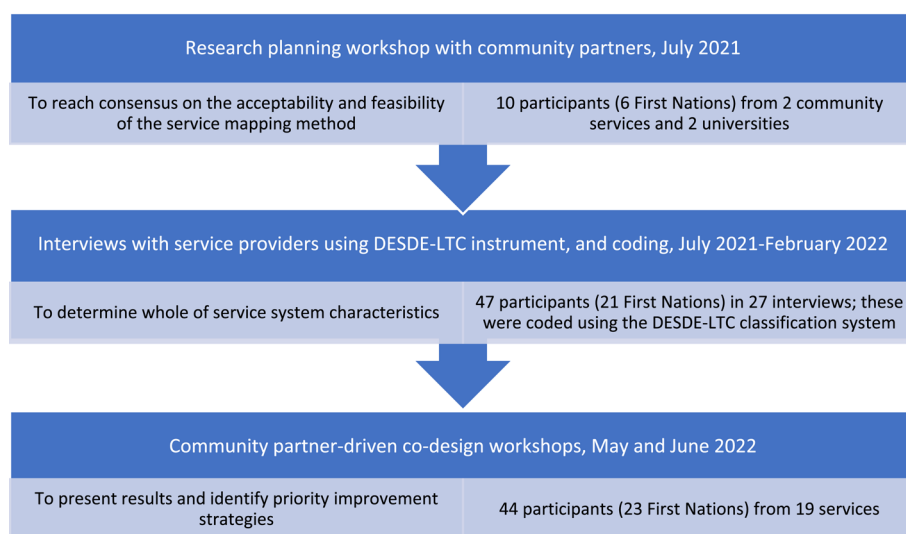 Research planning workshop with community partners, July 2021
To reach consensus on the acceptability and feasibility
of the service mapping method
10 participants (6 First Nations) from 2 community
services and 2 universities
Interviews with service providers using DESDE-LTC instrument, and coding, July 2021-February 2022
To determine whole of service system characteristics
47 participants (21 First Nations) in 27 interviews; these
were coded using the DESDE-LTC classification system
Community partner-driven co-design workshops, May and June 2022
To present results and identify priority improvement
strategies
44 participants (23 First Nations) from 19 services